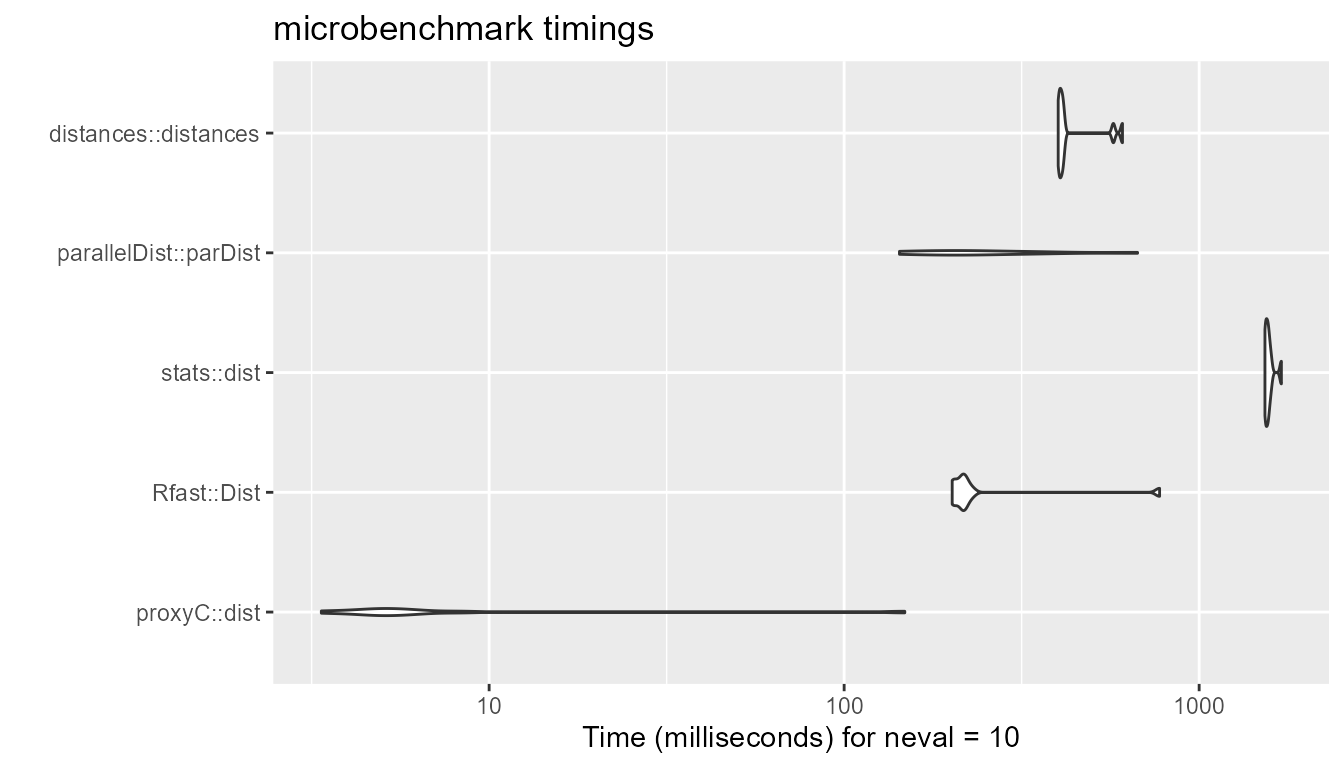 microbenchmark timings
distances::distances
parallelDist::parDist
stats::dist
Rfast::Dist
proxyC::dist
10 100 1000
Time (milliseconds) for neval = 10